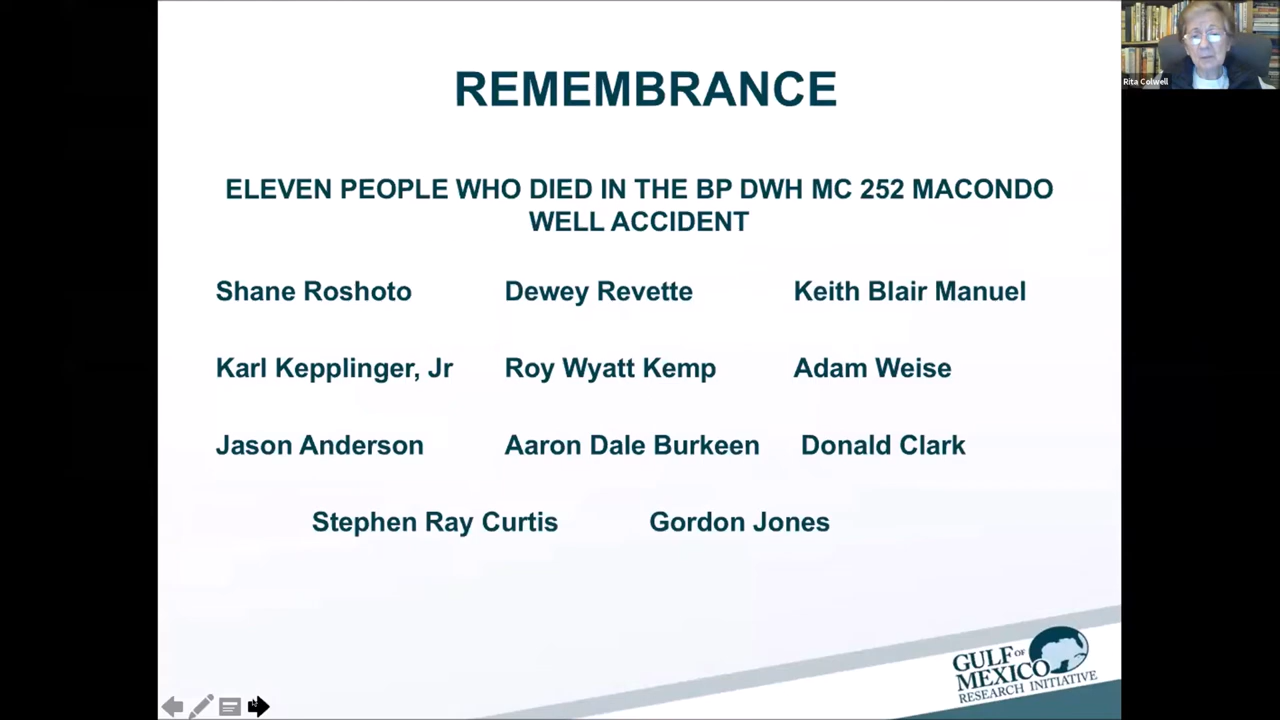 REMEMBRANCE
ELEVEN PEOPLE WHO DIED IN THE BP DWH MC 252 MACONDO
WELL ACCIDENT
Shane Roshoto Dewey Revette Keith Blair Manuel
Karl Kepplinger, Jr Roy Wyatt Kemp Adam Weise
Jason Anderson Aaron Dale Burkeen Donald Clark
Stephen Ray Curtis Gordon Jones
GULF OF
MEXICO
RESEARCH INITIATIVE
Rita Colwell